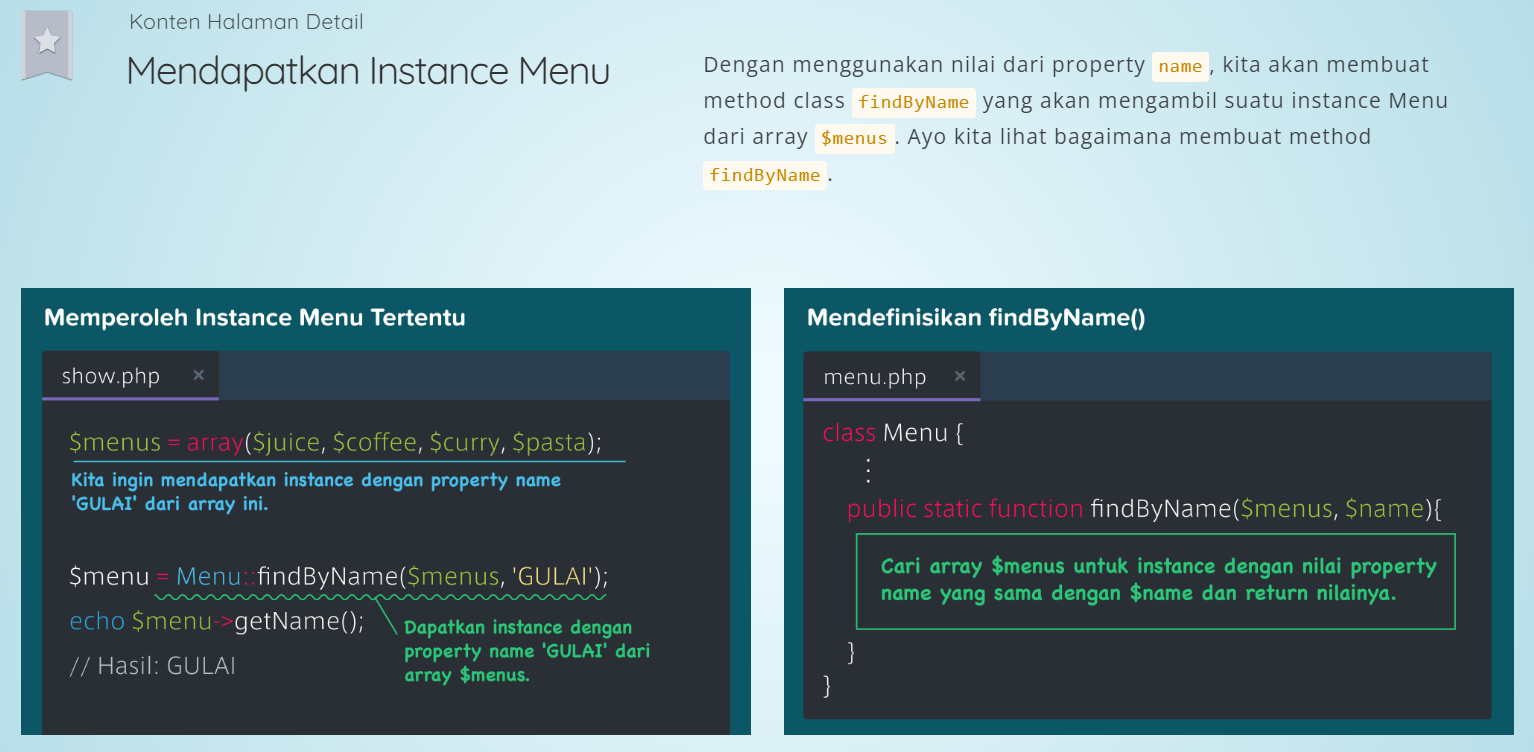 Konten Halaman Detail
Mendapatkan Instance Menu
Dengan menggunakan nilai dari property name, kita akan membuat
method class findByName yang akan mengambil suatu instance Menu
dari array $menus. Ayo kita lihat bagaimana membuat method
findByName.
Memperoleh Instance Menu Tertentu
show.php ×
$menus = array($juice, $coffee, $curry, $pasta);
Kita ingin mendapatkan instance dengan property name
'GULAI' dari array ini.
$menu = Menu::findByName($menus, 'GULAI');
echo $menu->getName();
// Hasil: GULAI
Dapatkan instance dengan
property name 'GULAI' dari
array $menus.
Mendefinisikan findByName()
menu.php ×
class Menu {
⋮
public static function findByName($menus, $name){
Cari array $menus untuk instance dengan nilai property
name yang sama dengan $name dan return nilainya.
}
}